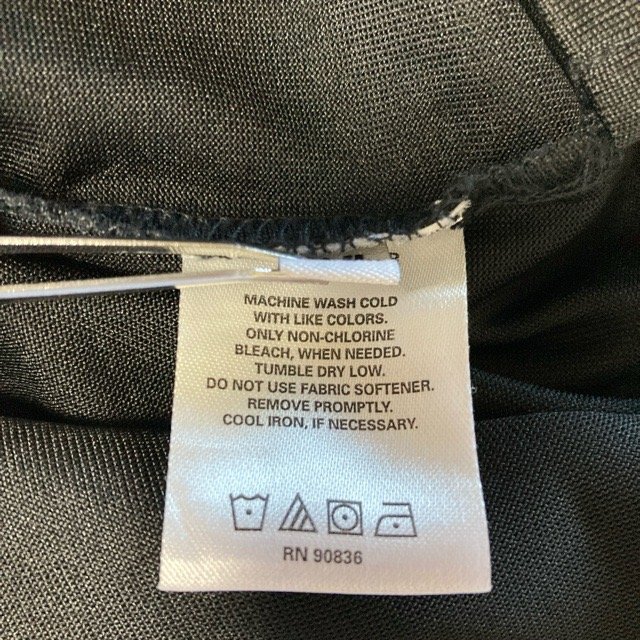 MACHINE WASH COLD
WITH LIKE COLORS.
ONLY NON-CHLORINE
BLEACH, WHEN NEEDED.
TUMBLE DRY LOW.
DO NOT USE FABRIC SOFTENER.
REMOVE PROMPTLY.
COOL IRON, IF NECESSARY.
RN 90836